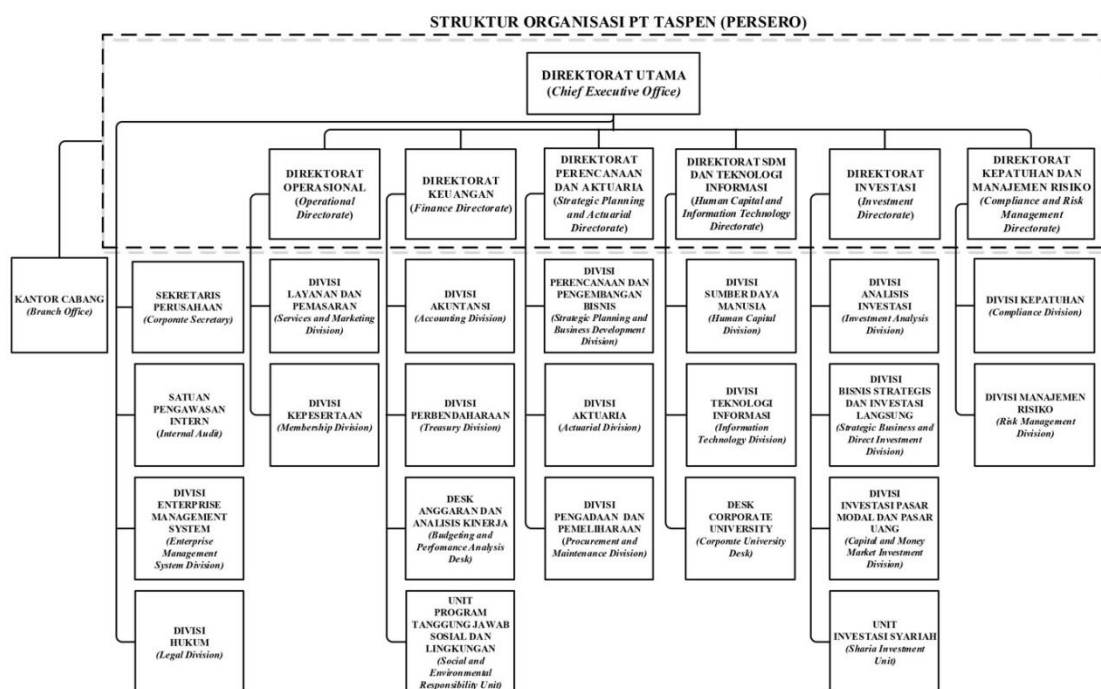 STRUKTUR ORGANISASI PT TASPEN (PERSERO)
DIREKTORAT UTAMA
(Chief Executive Office)
DIREKTORAT
OPERASIONAL
(Operational
Directorate)
DIREKTORAT
KEUANGAN
(Finance Directorate)
DIREKTORAT
PERENCANAAN
DAN AKTUARIA
(Strategic Planning
and Actuarial
Directorate)
DIREKTORAT SDM
DAN TEKNOLOGI
INFORMASI
(Human Capital and
Information Technology
Directorate)
DIREKTORAT
INVESTASI
(Investment
Directorate)
DIREKTORAT
KEPATUHAN DAN
MANAJEMEN RISIKO
(Compliance and Risk
Management
Directorate)
KANTOR CABANG
(Branch Office)
SEKRETARIS
PERUSAHAAN
(Corporate Secretary)
DIVISI
LAYANAN DAN
PEMASARAN
(Services and Marketing
Division)
DIVISI
AKUNTANSI
(Accounting Division)
DIVISI
PERENCANAAN DAN
PENGEMBANGAN
BISNIS
(Strategic Planning and
Business Development
Division)
DIVISI
SUMBER DAYA
MANUSIA
(Human Capital
Division)
DIVISI
ANALISIS
INVESTASI
(Investment Analysis
Division)
DIVISI KEPATUHAN
(Compliance Division)
SATUAN
PENGAWASAN
INTERN
(Internal Audit)
DIVISI
KEPESERTAAN
(Membership Division)
DIVISI
PERBENDAHARAAN
(Treasury Division)
DIVISI
AKTUARIA
(Actuarial Division)
DIVISI
TEKNOLOGI
INFORMASI
(Information
Technology Division)
DIVISI
BISNIS STRATEGIS
DAN INVESTASI
LANGSUNG
(Strategic Business and
Direct Investment
Division)
DIVISI MANAJEMEN
RISIKO
(Risk Management
Division)
DIVISI
ENTERPRISE
MANAGEMENT
SYSTEM
(Enterprise
Management
System Division)
DESK
ANGGARAN DAN
ANALISIS KINERJA
(Budgeting and
Perfomance Analysis
Desk)
DIVISI
PENGADAAN DAN
PEMELIHARAAN
(Procurement and
Maintenance Division)
DESK
CORPORATE
UNIVERSITY
(Corporate University
Desk)
DIVISI
INVESTASI PASAR
MODAL DAN PASAR
UANG
(Capital and Money
Market Investment
Division)
DIVISI
HUKUM
(Legal Division)
UNIT
PROGRAM
TANGGUNG JAWAB
SOSIAL DAN
LINGKUNGAN
(Social and
Environmental
Responsibility Unit)
UNIT
INVESTASI SYARIAH
(Sharia Investment
Unit)